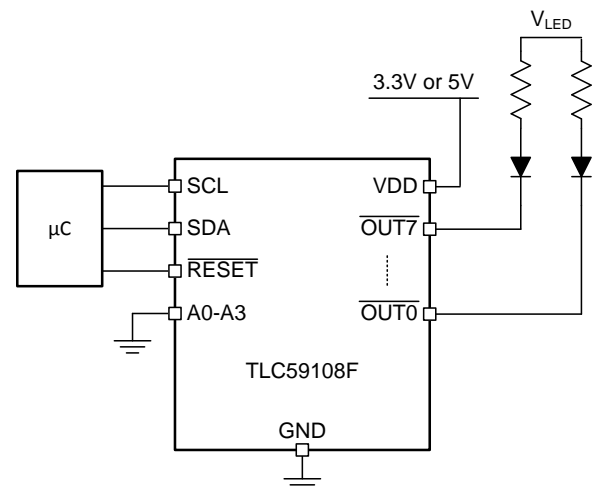 V_LED
3.3V or 5V
SCL
VDD
µC
SDA
OUT7
RESET
A0-A3
OUT0
TLC59108F
GND